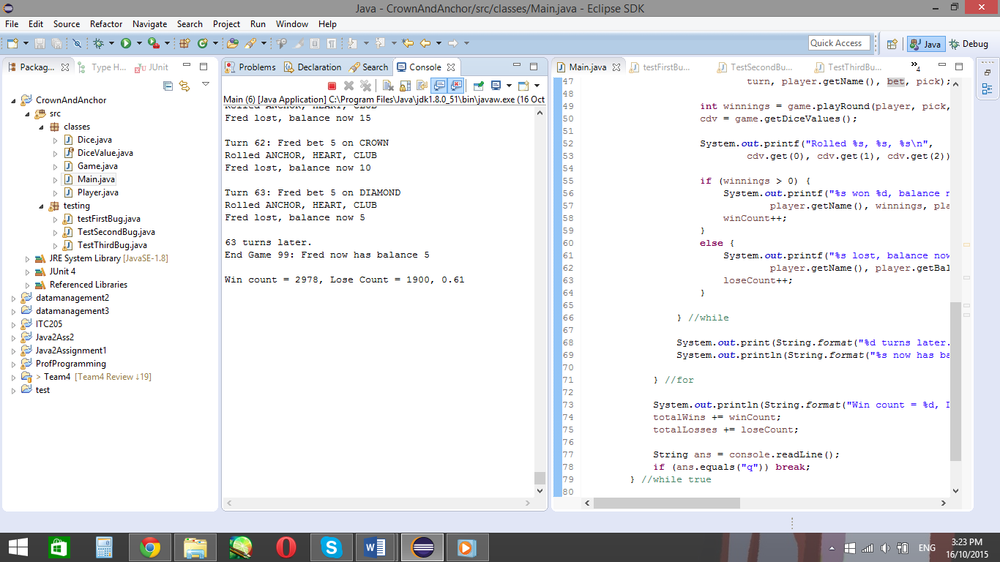 Java - CrownAndAnchor/src/classes/Main.java - Eclipse SDK
File Edit Source Refactor Navigate Search Project Run Window Help
Quick Access Java Debug
Packag...
Type H...
JUnit
CrownAndAnchor
src
classes
Dice.java
DiceValue.java
Game.java
Main.java
Player.java
testing
testFirstBug.java
TestSecondBug.java
TestThirdBug.java
JRE System Library [JavaSE-1.8]
JUnit 4
Referenced Libraries
datamanagement2
datamanagement3
ITC205
Java2Ass2
Java2Assignment1
ProfProgramming
> Team4 [Team4 Review ↓19]
test
Problems Declaration Search Console
Main (6) [Java Application] C:\Program Files\Java\jdk1.8.0_51\bin\javaw.exe (16 Oct
Rolled ANCHOR, HEART, CLUB
Fred lost, balance now 15
Turn 62: Fred bet 5 on CROWN
Rolled ANCHOR, HEART, CLUB
Fred lost, balance now 10
Turn 63: Fred bet 5 on DIAMOND
Rolled ANCHOR, HEART, CLUB
Fred lost, balance now 5
63 turns later.
End Game 99: Fred now has balance 5
Win count = 2978, Lose Count = 1900, 0.61
Main.java testFirstBu... TestSecondBu... TestThirdBu... »4
47 turn, player.getName(), bet, pick);
48
49 int winnings = game.playRound(player, pick,
50 cdv = game.getDiceValues();
51
52 System.out.printf("Rolled %s, %s, %s\n",
53 cdv.get(0), cdv.get(1), cdv.get(2))
54
55 if (winnings > 0) {
56 System.out.printf("%s won %d, balance n
57 player.getName(), winnings, pla
58 winCount++;
59 }
60 else {
61 System.out.printf("%s lost, balance now
62 player.getName(), player.getBal
63 loseCount++;
64 }
65
66 } //while
67
68 System.out.print(String.format("%d turns later.
69 System.out.println(String.format("%s now has ba
70
71 } //for
72
73 System.out.println(String.format("Win count = %d, L
74 totalWins += winCount;
75 totalLosses += loseCount;
76
77 String ans = console.readLine();
78 if (ans.equals("q")) break;
79 } //while true
80
ENG
3:23 PM
16/10/2015